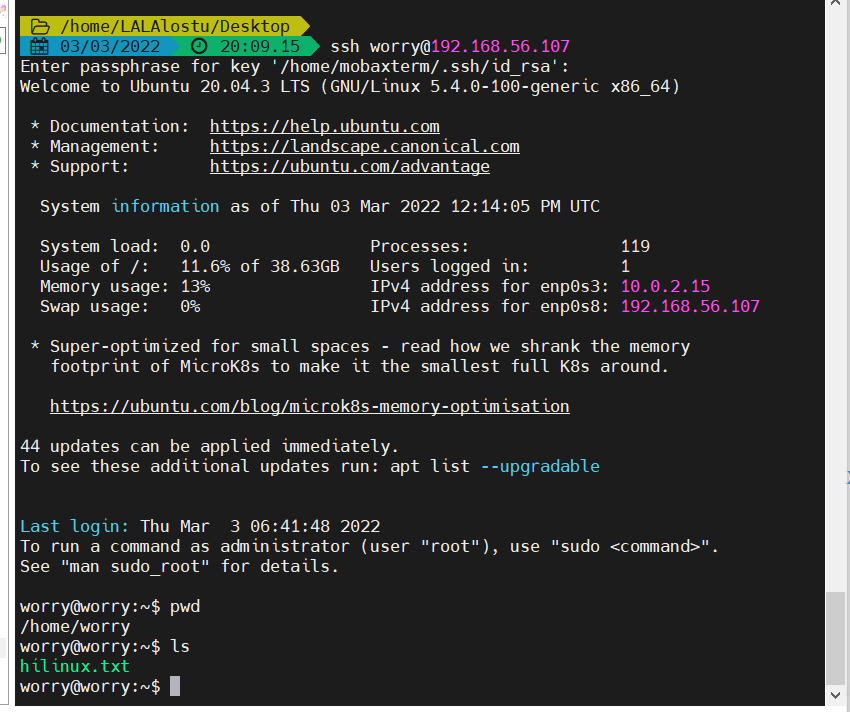 /home/LALAlostu/Desktop
03/03/2022 20:09.15 ssh worry@192.168.56.107
Enter passphrase for key '/home/mobaxterm/.ssh/id_rsa':
Welcome to Ubuntu 20.04.3 LTS (GNU/Linux 5.4.0-100-generic x86_64)
* Documentation: https://help.ubuntu.com
* Management: https://landscape.canonical.com
* Support: https://ubuntu.com/advantage
System information as of Thu 03 Mar 2022 12:14:05 PM UTC
System load: 0.0 Processes: 119
Usage of /: 11.6% of 38.63GB Users logged in: 1
Memory usage: 13% IPv4 address for enp0s3: 10.0.2.15
Swap usage: 0% IPv4 address for enp0s8: 192.168.56.107
* Super-optimized for small spaces - read how we shrank the memory
footprint of MicroK8s to make it the smallest full K8s around.
https://ubuntu.com/blog/microk8s-memory-optimisation
44 updates can be applied immediately.
To see these additional updates run: apt list --upgradable
Last login: Thu Mar 3 06:41:48 2022
To run a command as administrator (user "root"), use "sudo <command>".
See "man sudo_root" for details.
worry@worry:~$ pwd
/home/worry
worry@worry:~$ ls
hilinux.txt
worry@worry:~$